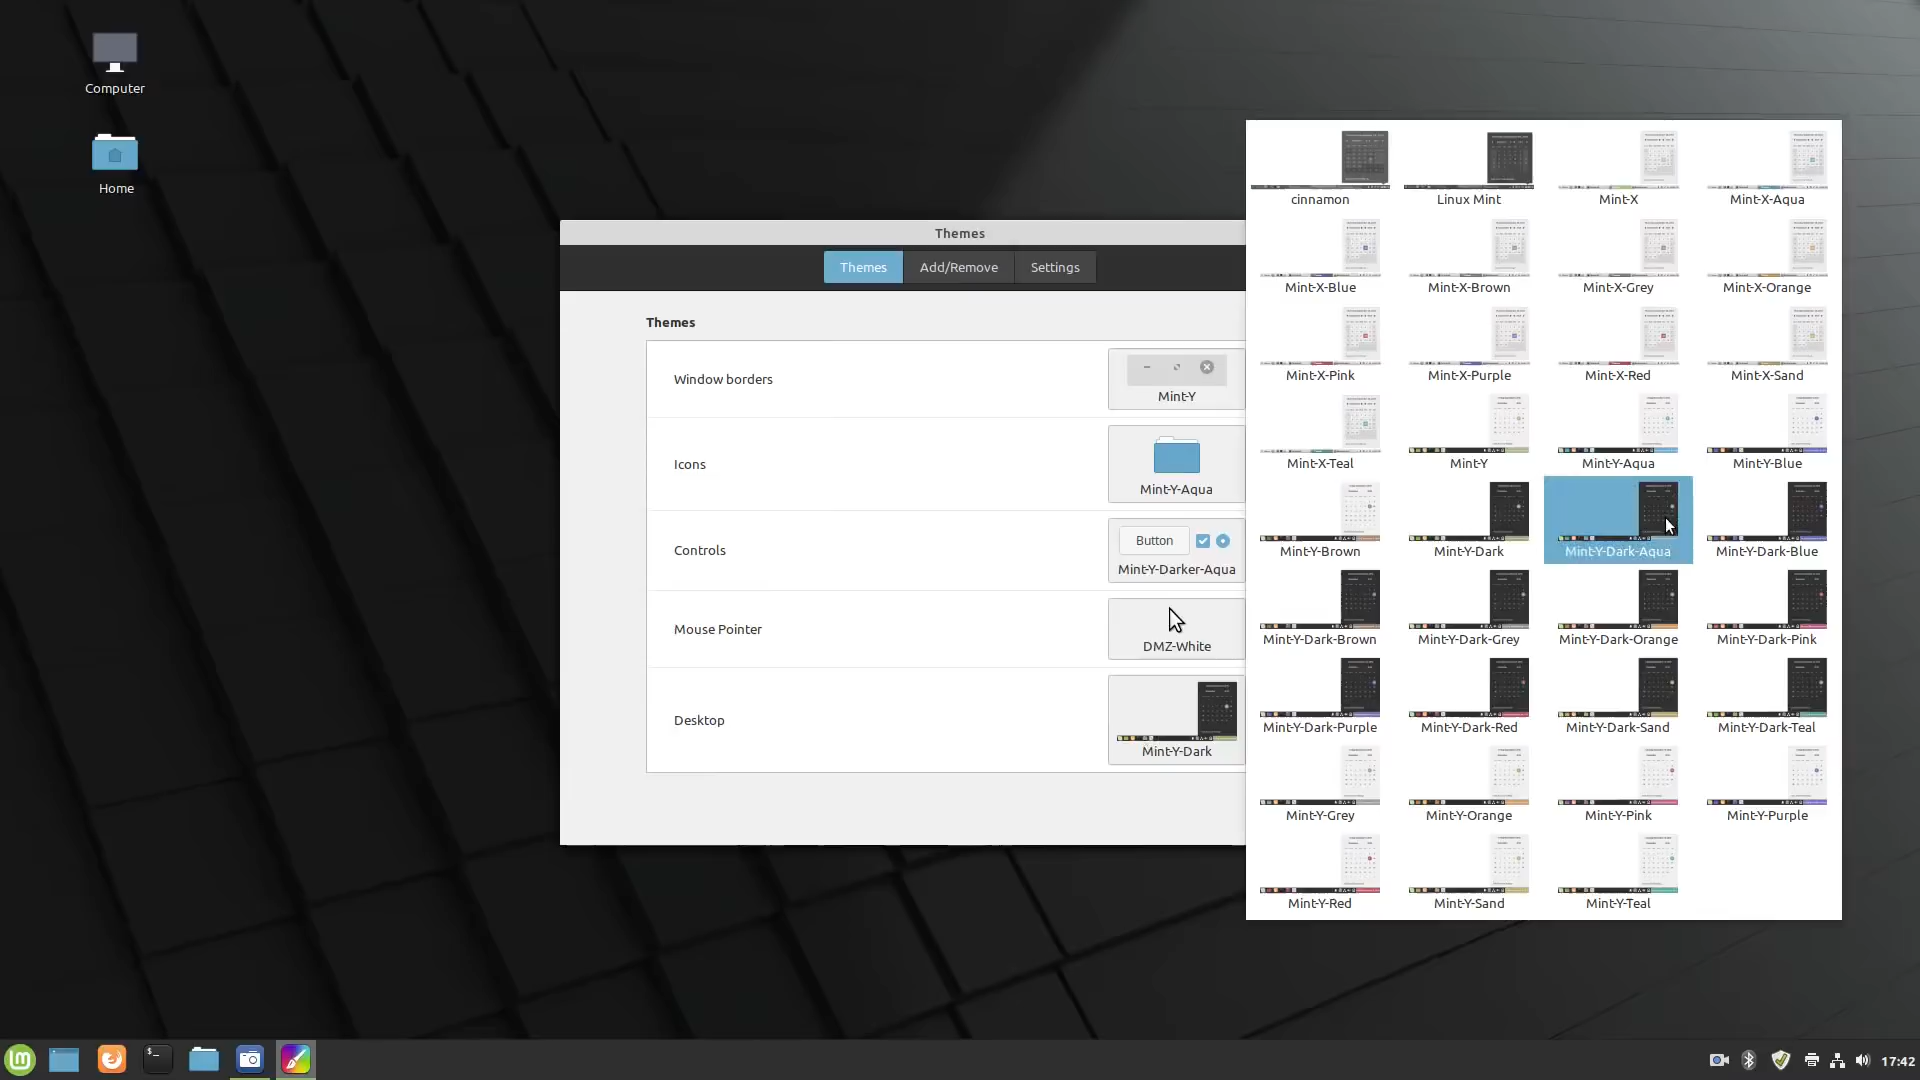 Computer
Home
Themes
Themes
Add/Remove
Settings
Themes
Window borders
Mint-Y
Icons
Mint-Y-Aqua
Controls
Button
Mint-Y-Darker-Aqua
Mouse Pointer
DMZ-White
Desktop
Mint-Y-Dark
cinnamon
Linux Mint
Mint-X
Mint-X-Aqua
Mint-X-Blue
Mint-X-Brown
Mint-X-Grey
Mint-X-Orange
Mint-X-Pink
Mint-X-Purple
Mint-X-Red
Mint-X-Sand
Mint-X-Teal
Mint-Y
Mint-Y-Aqua
Mint-Y-Blue
Mint-Y-Brown
Mint-Y-Dark
Mint-Y-Dark-Aqua
Mint-Y-Dark-Blue
Mint-Y-Dark-Brown
Mint-Y-Dark-Grey
Mint-Y-Dark-Orange
Mint-Y-Dark-Pink
Mint-Y-Dark-Purple
Mint-Y-Dark-Red
Mint-Y-Dark-Sand
Mint-Y-Dark-Teal
Mint-Y-Grey
Mint-Y-Orange
Mint-Y-Pink
Mint-Y-Purple
Mint-Y-Red
Mint-Y-Sand
Mint-Y-Teal
$_
17:42